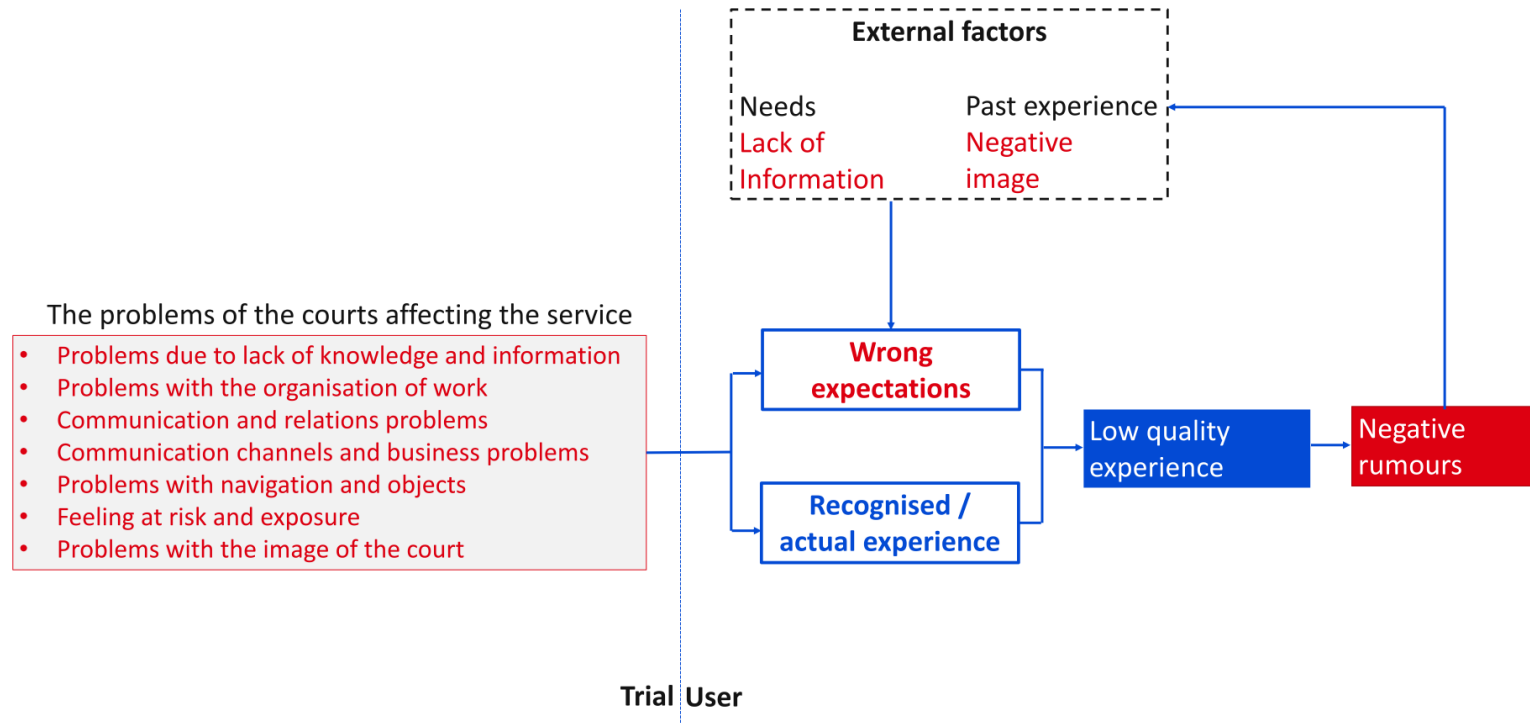 External factors
Needs
Lack of
Information
Past experience
Negative
image
The problems of the courts affecting the service
• Problems due to lack of knowledge and information
• Problems with the organisation of work
• Communication and relations problems
• Communication channels and business problems
• Problems with navigation and objects
• Feeling at risk and exposure
• Problems with the image of the court
Wrong
expectations
Recognised /
actual experience
Low quality
experience
Negative
rumours
Trial User